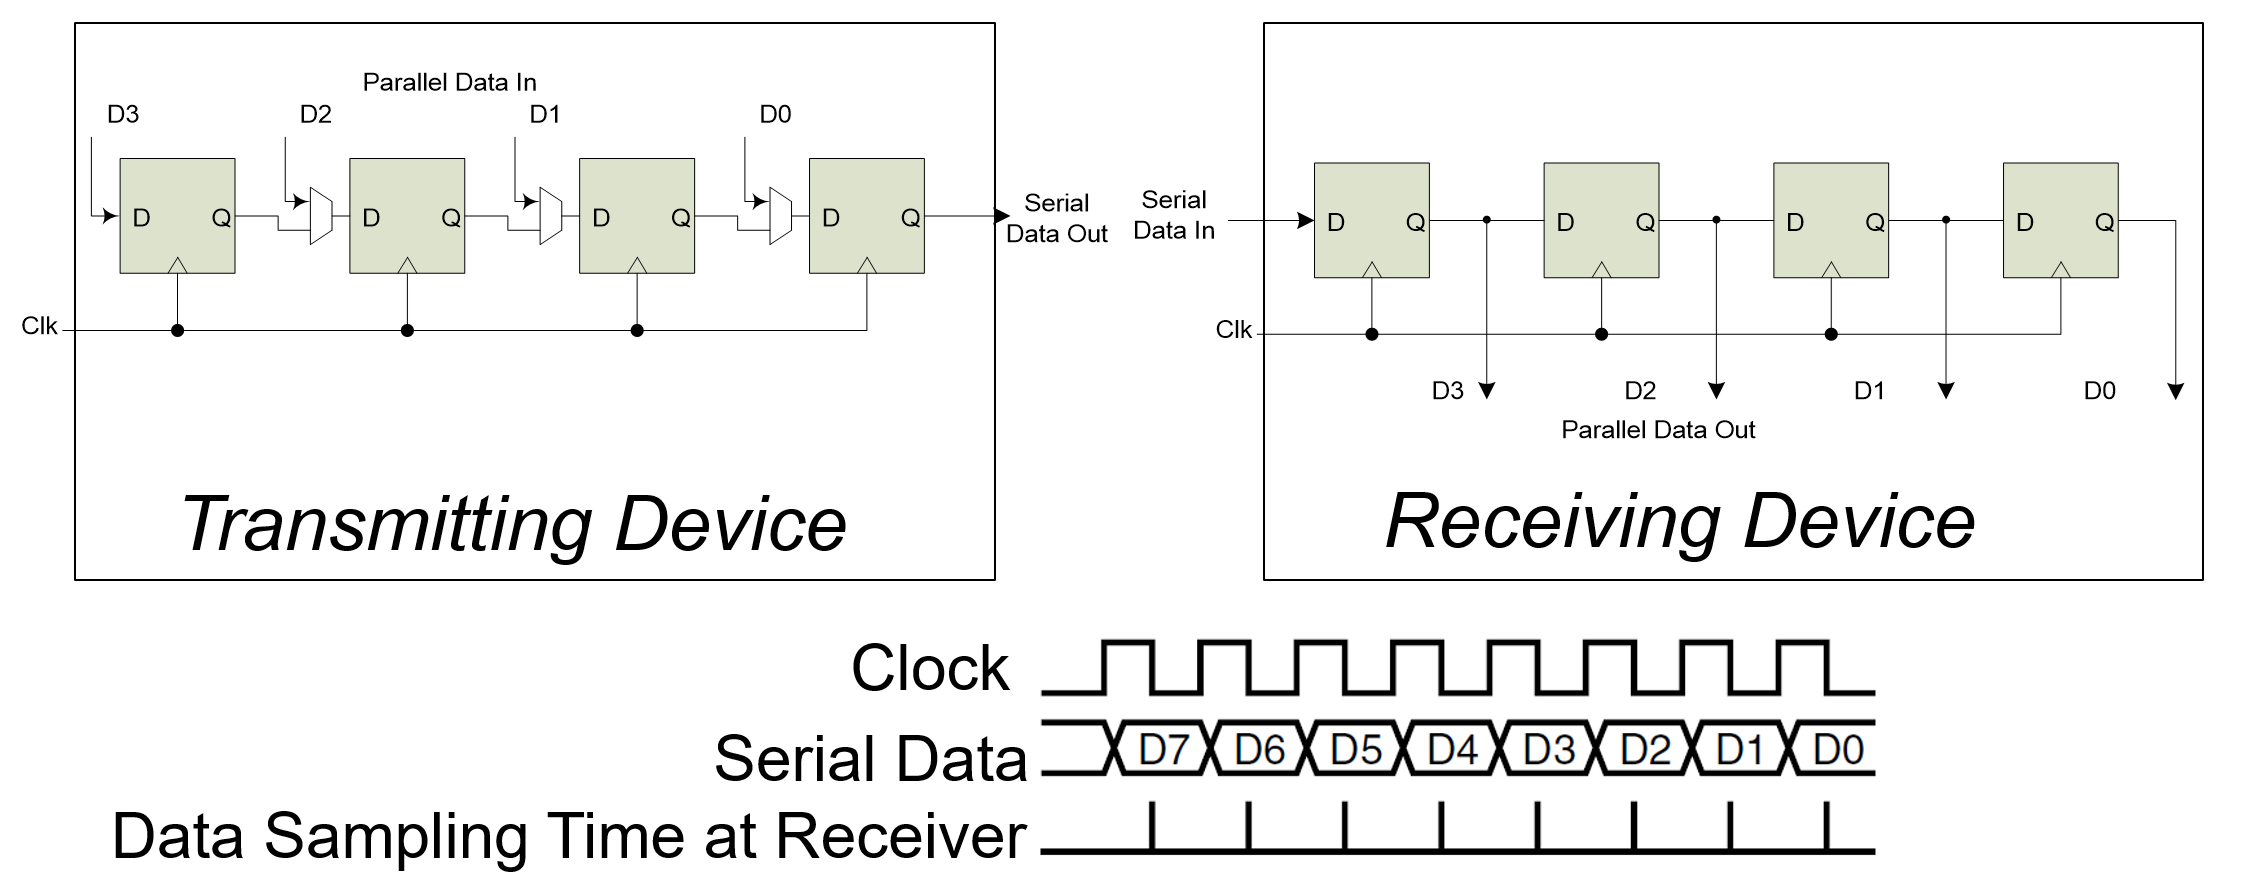 Parallel Data In
D3
D2
D1
D0
D Q
D Q
D Q
D Q
Clk
Serial
Data Out
Transmitting Device
Serial
Data In
D Q
D Q
D Q
D Q
Clk
D3
D2
D1
D0
Parallel Data Out
Receiving Device
Clock
Serial Data
D7 D6 D5 D4 D3 D2 D1 D0
Data Sampling Time at Receiver